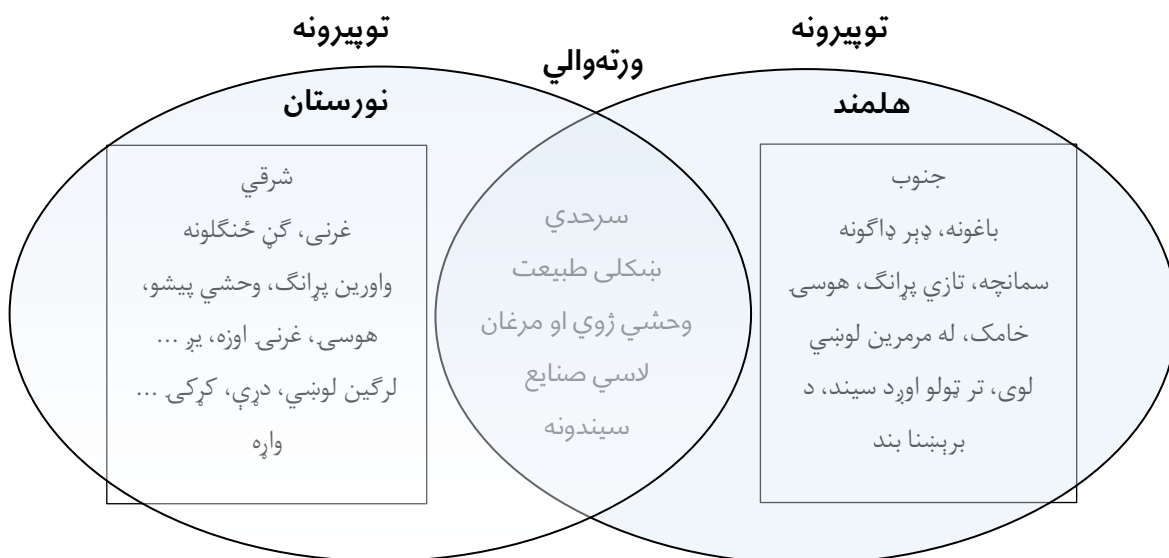 توپیرونه
ورته‌والي
توپیرونه
هلمند
جنوب
باغونه، ډېر ډاګونه
سمانچه، تازي پړانګ، هوسۍ
خامک، له مرمرین لوښي
لوی، تر ټولو اوږد سیند، د
برېښنا بند
سرحدي
ښکلی طبیعت
وحشي ژوي او مرغان
لاسي صنایع
سیندونه
نورستان
شرقي
غرنی، ګڼ ځنګلونه
واورین پړانګ، وحشي پیشو،
هوسۍ، غرنۍ اوزه، یږ ...
لرګین لوښي، دړې، کړکۍ ...
واړه